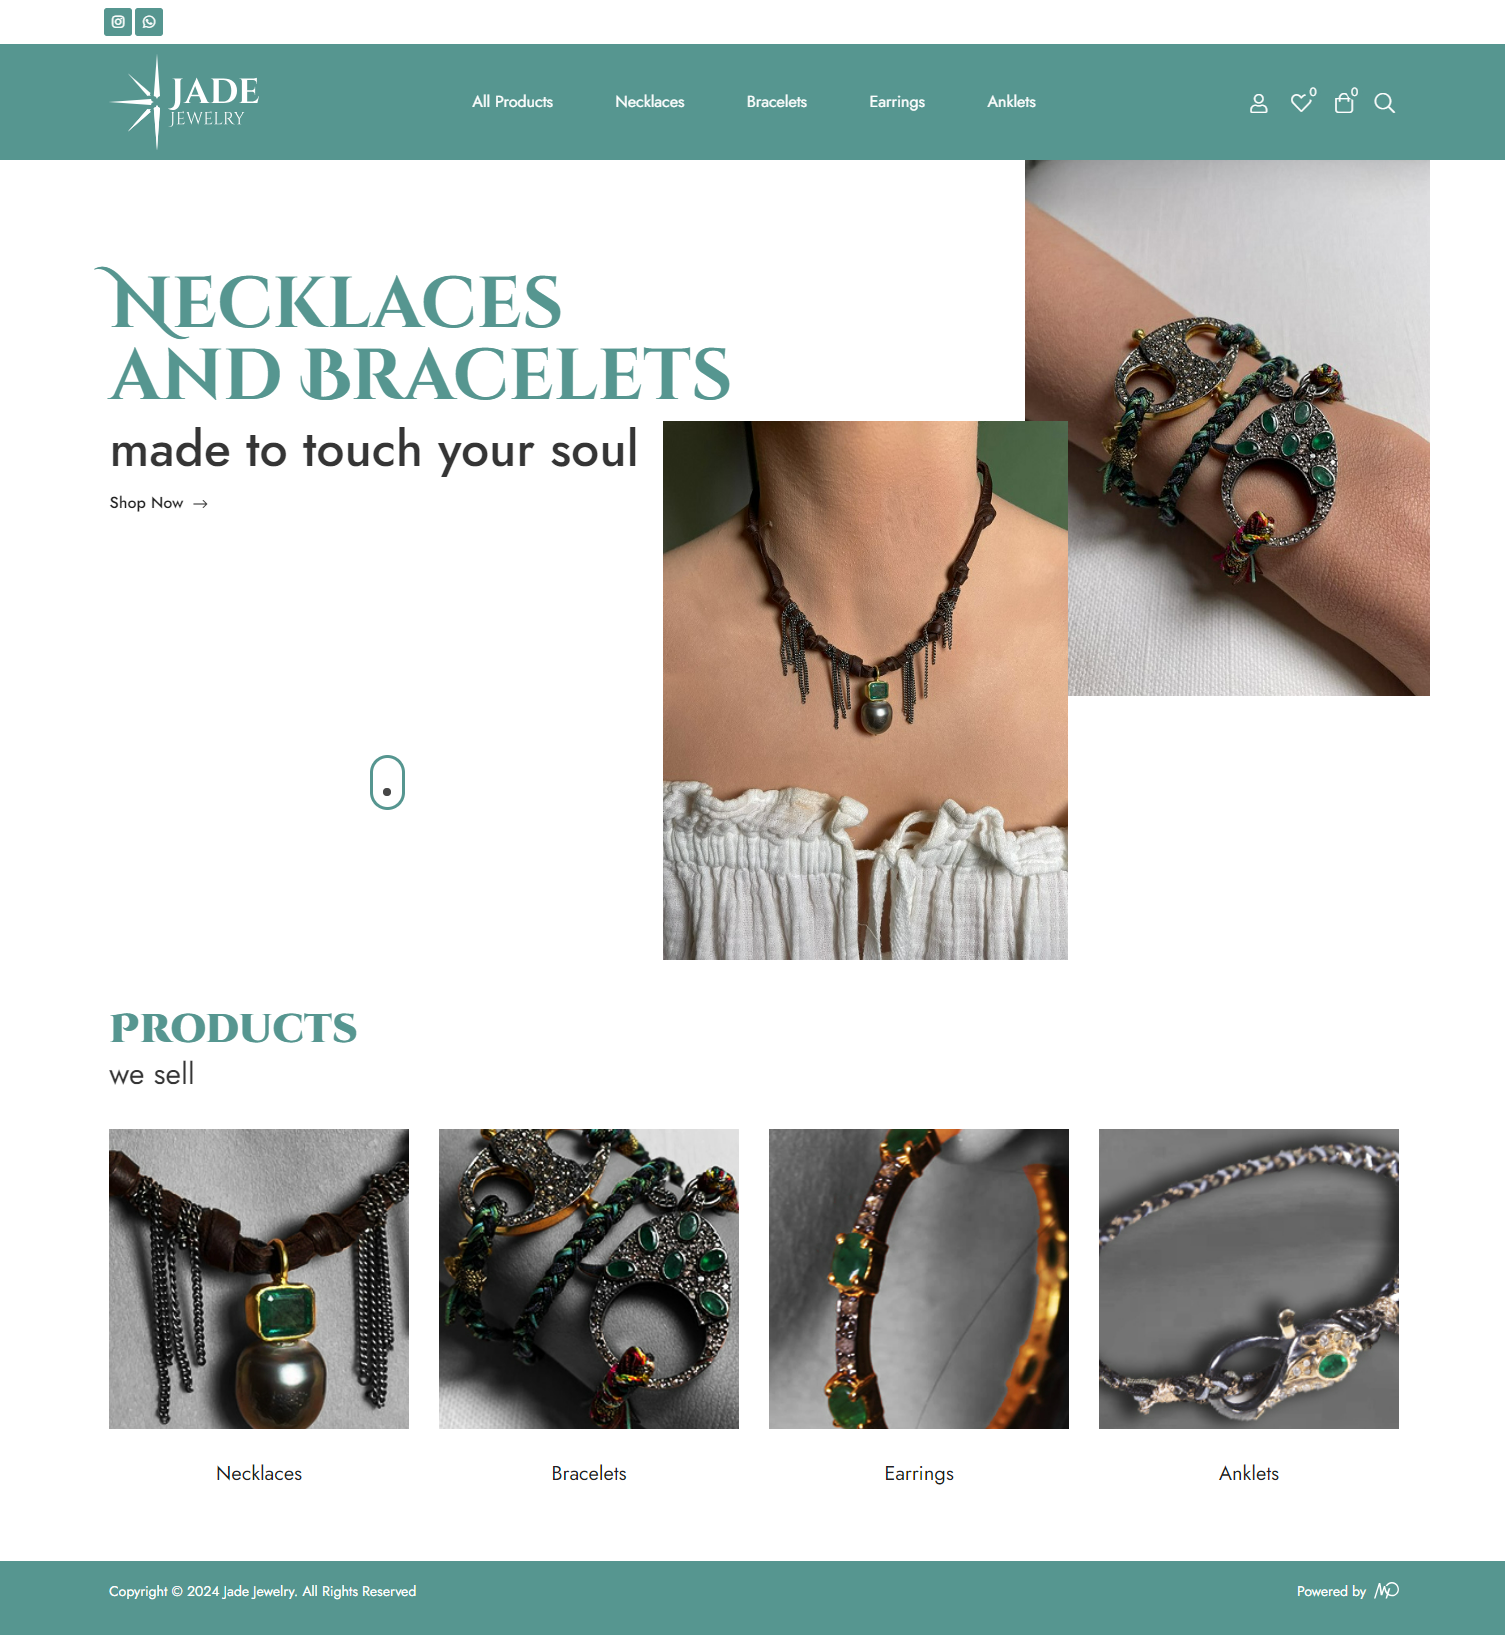 JADE
JEWELRY
All Products
Necklaces
Bracelets
Earrings
Anklets
0
0
Necklaces
and Bracelets
made to touch your soul
Shop Now
Products
we sell
Necklaces
Bracelets
Earrings
Anklets
Copyright © 2024 Jade Jewelry. All Rights Reserved
Powered by